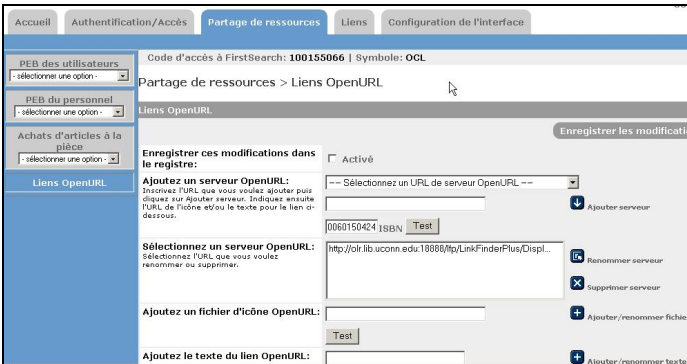 Accueil
Authentification/Accès
Partage de ressources
Liens
Configuration de l'interface
Code d'accès à FirstSearch: 100155066 | Symbole: OCL
PEB des utilisateurs
- sélectionner une option -
PEB du personnel
- sélectionner une option -
Achats d'articles à la
pièce
- sélectionner une option -
Liens OpenURL
Partage de ressources > Liens OpenURL
Liens OpenURL
Enregistrer les modificatio
Enregistrer ces modifications dans
le registre:
Activé
Ajoutez un serveur OpenURL:
Inscrivez l'URL que vous voulez ajouter puis
cliquez sur Ajouter serveur. Indiquez ensuite
l'URL de l'icône et/ou le texte pour le lien ci-
dessous.
-- Sélectionnez un URL de serveur OpenURL --
Ajouter serveur
0060150424 ISBN Test
Sélectionnez un serveur OpenURL:
Sélectionnez l'URL que vous voulez
renommer ou supprimer.
http://olr.lib.uconn.edu:18888/lfp/LinkFinderPlus/Displ...
Renommer serveur
Supprimer serveur
Ajoutez un fichier d'icône OpenURL:
Ajouter/renommer fichie
Test
Ajoutez le texte du lien OpenURL:
Ajouter/renommer texte